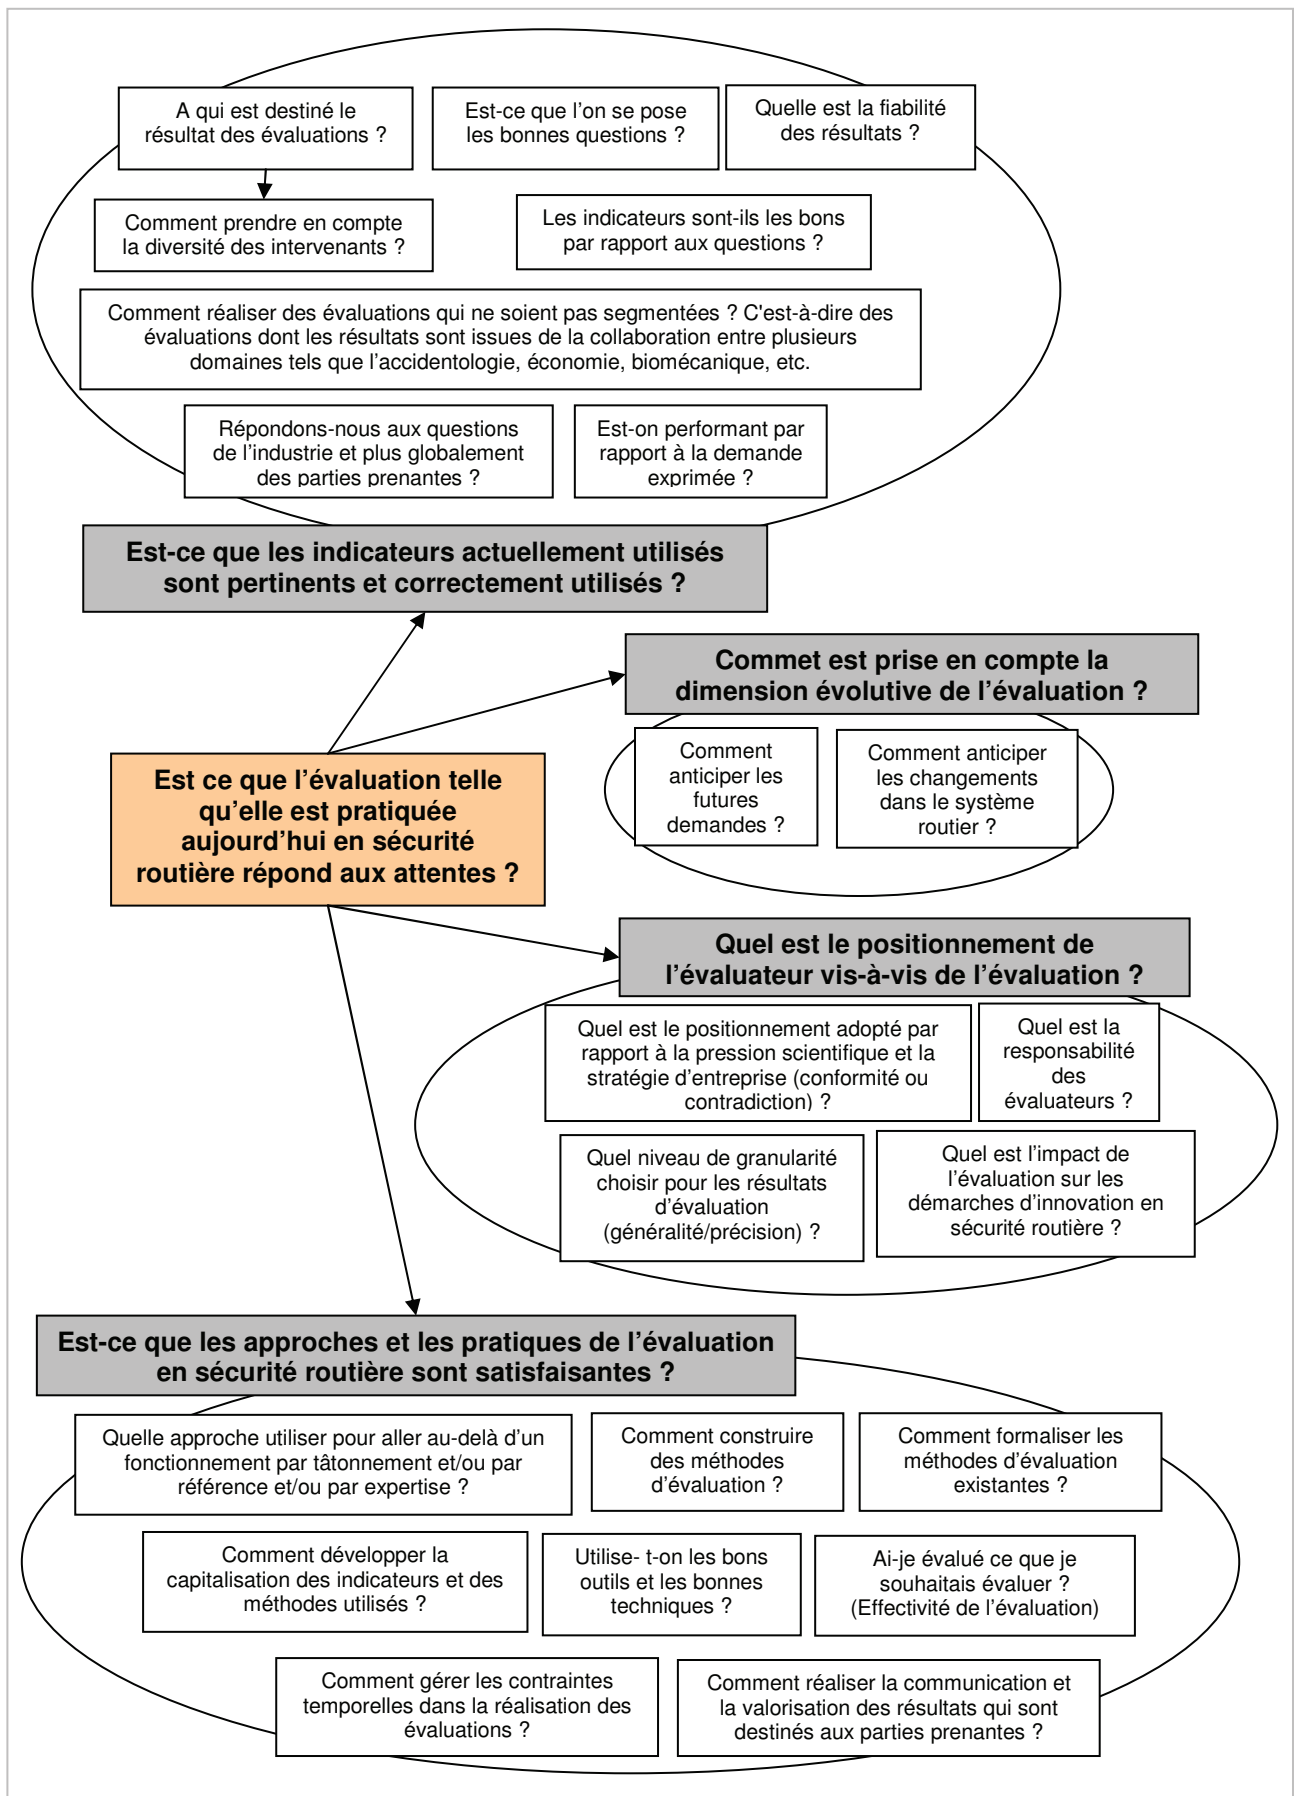 A qui est destiné le
résultat des évaluations ?
Est-ce que l'on se pose
les bonnes questions ?
Quelle est la fiabilité
des résultats ?
Comment prendre en compte
la diversité des intervenants ?
Les indicateurs sont-ils les bons
par rapport aux questions ?
Comment réaliser des évaluations qui ne soient pas segmentées ? C'est-à-dire des
évaluations dont les résultats sont issues de la collaboration entre plusieurs
domaines tels que l'accidentologie, économie, biomécanique, etc.
Répondons-nous aux questions
de l'industrie et plus globalement
des parties prenantes ?
Est-on performant par
rapport à la demande
exprimée ?
Est-ce que les indicateurs actuellement utilisés
sont pertinents et correctement utilisés ?
Commet est prise en compte la
dimension évolutive de l'évaluation ?
Comment
anticiper les
futures
demandes ?
Comment anticiper
les changements
dans le système
routier ?
Est ce que l'évaluation telle
qu'elle est pratiquée
aujourd'hui en sécurité
routière répond aux attentes ?
Quel est le positionnement de
l'évaluateur vis-à-vis de l'évaluation ?
Quel est le positionnement adopté par
rapport à la pression scientifique et la
stratégie d'entreprise (conformité ou
contradiction) ?
Quel est la
responsabilité
des
évaluateurs ?
Quel niveau de granularité
choisir pour les résultats
d'évaluation
(généralité/précision) ?
Quel est l'impact de
l'évaluation sur les
démarches d'innovation en
sécurité routière ?
Est-ce que les approches et les pratiques de l'évaluation
en sécurité routière sont satisfaisantes ?
Quelle approche utiliser pour aller au-delà d'un
fonctionnement par tâtonnement et/ou par
référence et/ou par expertise ?
Comment construire
des méthodes
d'évaluation ?
Comment formaliser les
méthodes d'évaluation
existantes ?
Comment développer la
capitalisation des indicateurs et des
méthodes utilisés ?
Utilise- t-on les bons
outils et les bonnes
techniques ?
Ai-je évalué ce que je
souhaitais évaluer ?
(Effectivité de l'évaluation)
Comment gérer les contraintes
temporelles dans la réalisation des
évaluations ?
Comment réaliser la communication et
la valorisation des résultats qui sont
destinés aux parties prenantes ?